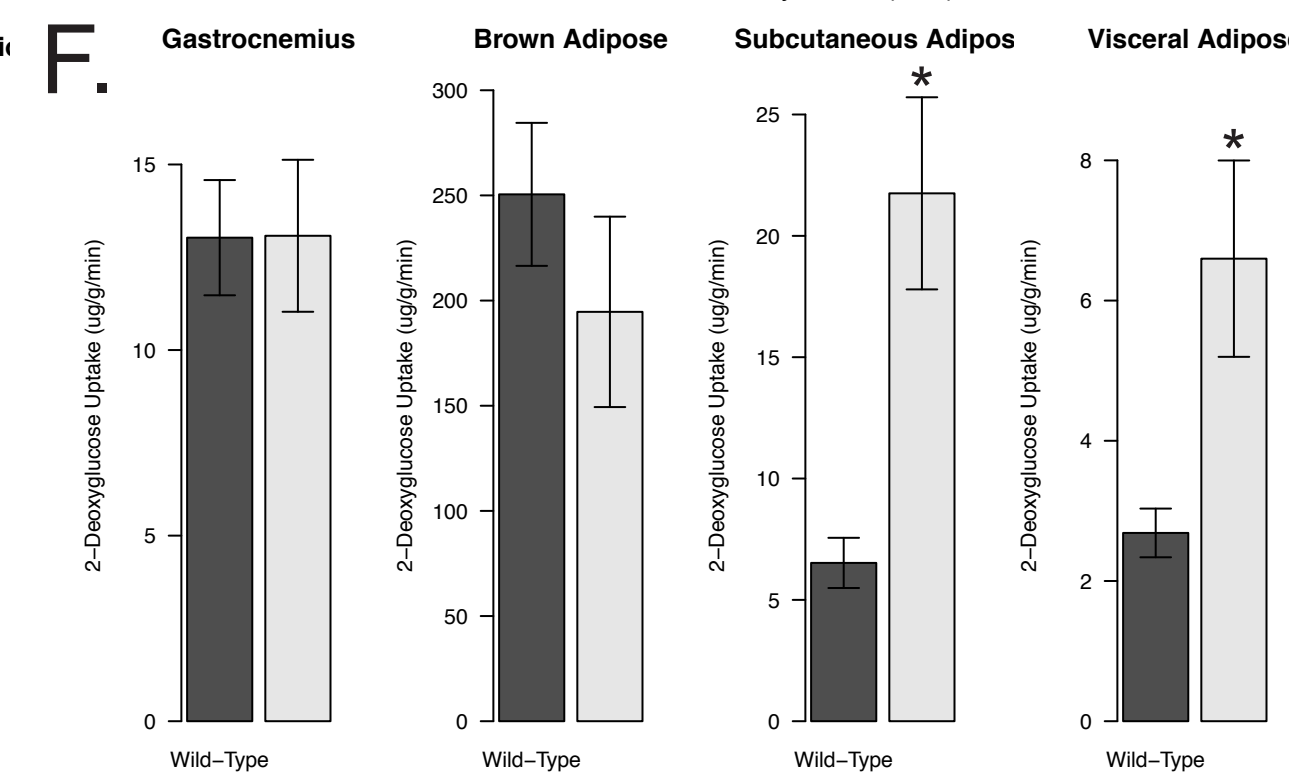 F.
Gastrocnemius
2−Deoxyglucose Uptake (ug/g/min)
15
10
5
0
Wild−Type
Brown Adipose
2−Deoxyglucose Uptake (ug/g/min)
300
250
200
150
100
50
0
Wild−Type
Subcutaneous Adipos
2−Deoxyglucose Uptake (ug/g/min)
25
20
15
10
5
0
*
Wild−Type
Visceral Adipose
2−Deoxyglucose Uptake (ug/g/min)
8
6
4
2
0
*
Wild−Type